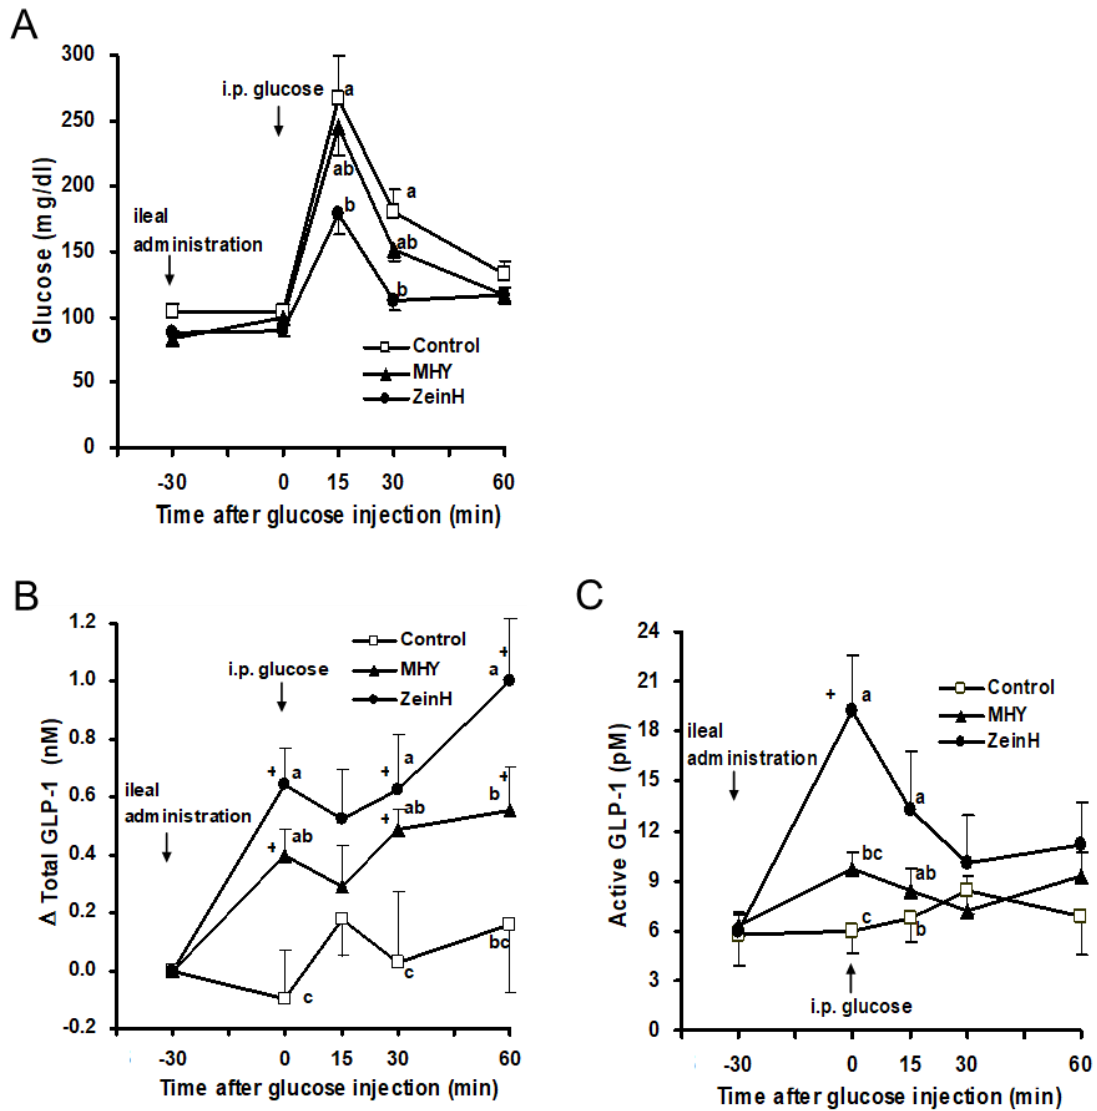 A
300
i.p. glucose
a
250
200
ab
a
b
ileal
administration
150
ab
b
100
Control
MHY
ZeinH
50
0
Glucose (mg/dl)
-30 0 15 30 60
Time after glucose injection (min)
B
1.2
Control
MHY
ZeinH
i.p. glucose
+
a
1.0
0.8
+ a
+ a
+
b
ileal
administration
0.6
+ ab
+ ab
0.4
0.2
bc
c
0.0
c
-0.2
Δ Total GLP-1 (nM)
-30 0 15 30 60
Time after glucose injection (min)
C
24
21
+ a
Control
MHY
ZeinH
18
ileal
administration
15
a
12
bc
ab
9
c
b
6
3
i.p. glucose
0
Active GLP-1 (pM)
-30 0 15 30 60
Time after glucose injection (min)